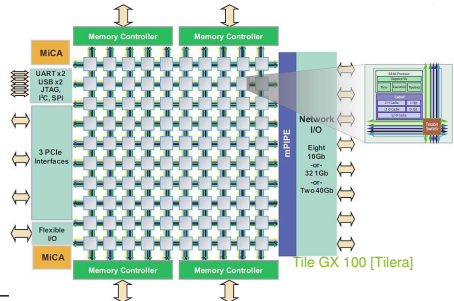 Memory Controller
Memory Controller
MiCA
UART x2
USB x2
JTAG,
I²C, SPI
3 PCIe
Interfaces
Flexible
I/O
MiCA
mPIPE
Network
I/O
Eight
10Gb
-or-
32 1Gb
-or-
Two 40Gb
Memory Controller
Memory Controller
Tile GX 100 [Tilera]